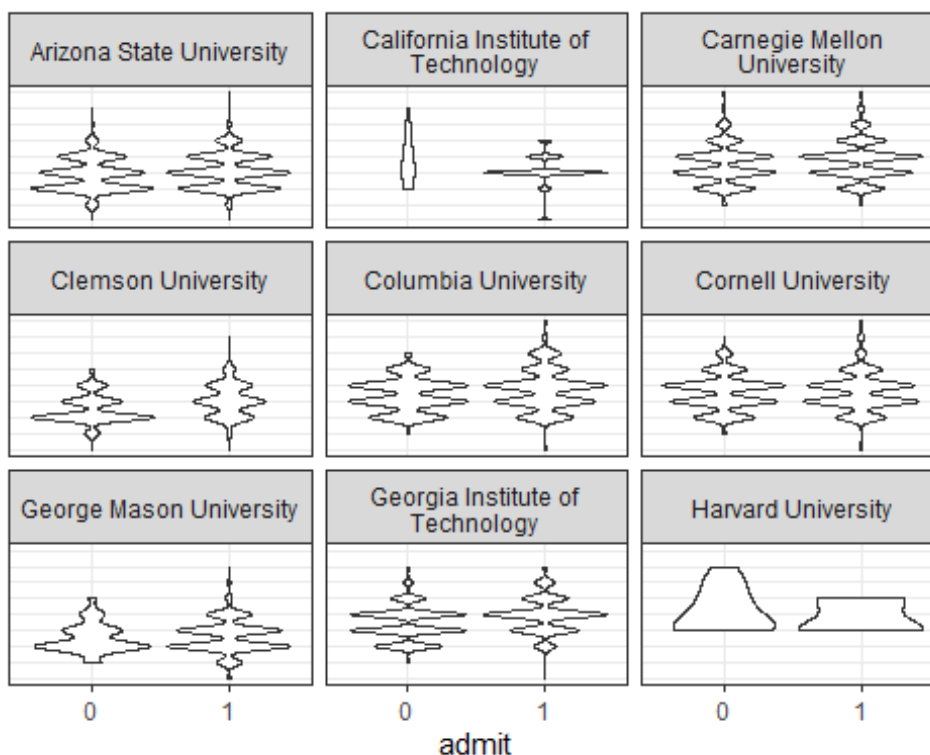 Arizona State University
California Institute of
Technology
Carnegie Mellon
University
Clemson University
Columbia University
Cornell University
George Mason University
Georgia Institute of
Technology
Harvard University
0 1 0 1 0 1
admit